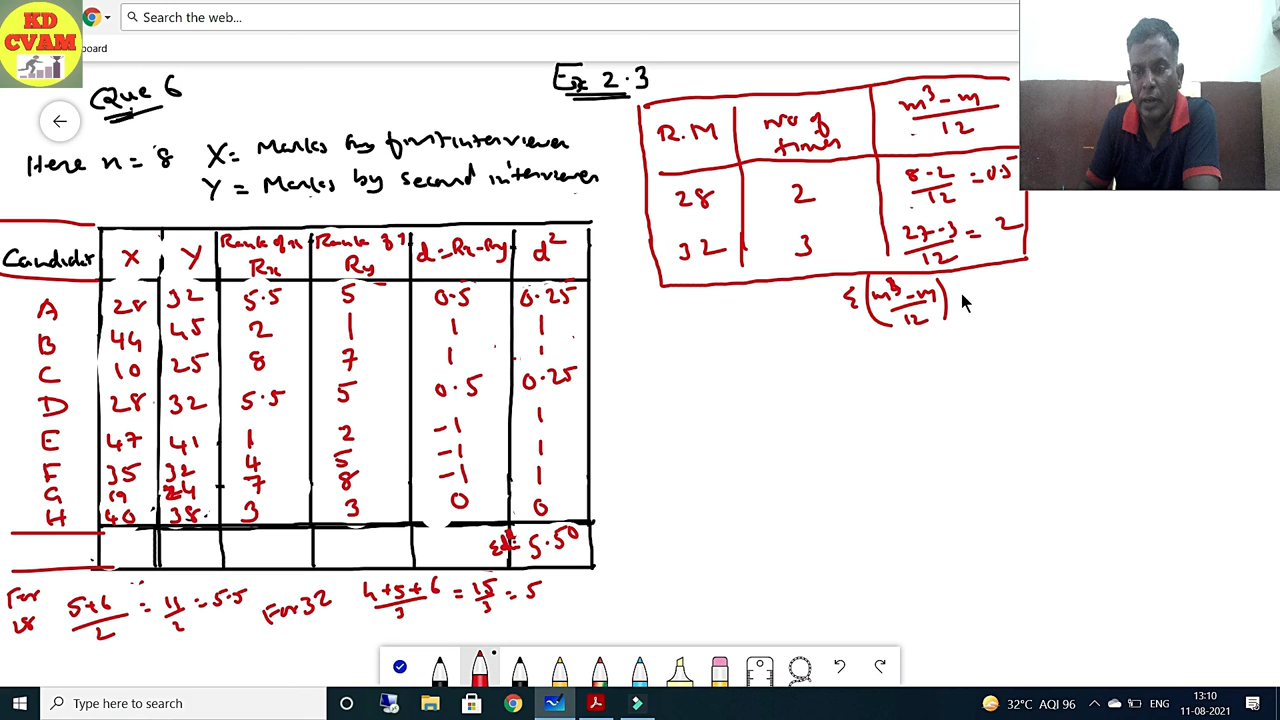 KD
CVAM
Search the web...
board
Que 6
Ex 2.3
Here n = 8 X = Marks by first interviewer
Y = Marks by second interviewer
R.M no of times m³ - m / 12
28 2 8-2/12 = 0.5
32 3 27-3/12 = 2
Σ (m³ - m / 12)
Candidate X Y Rank of x Rx Rank of y Ry d = Rx - Ry d²
A 28 32 5.5 5 0.5 0.25
B 44 45 2 1 1 1
C 10 25 8 7 1 1
D 28 32 5.5 5 0.5 0.25
E 47 41 1 2 -1 1
F 35 32 4 5 -1 1
G 19 24 7 8 -1 1
H 40 38 3 3 0 0
Σd² = 5.50
For 28 5+6/2 = 11/2 = 5.5 For 32 4+5+6/3 = 15/3 = 5
Type here to search
32°C AQI 96
ENG
13:10
11-08-2021